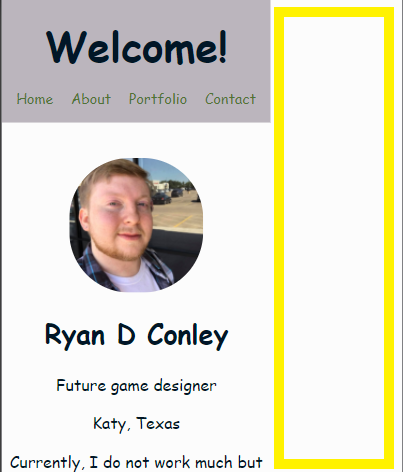 Welcome!
Home About Portfolio Contact
Ryan D Conley
Future game designer
Katy, Texas
Currently, I do not work much but